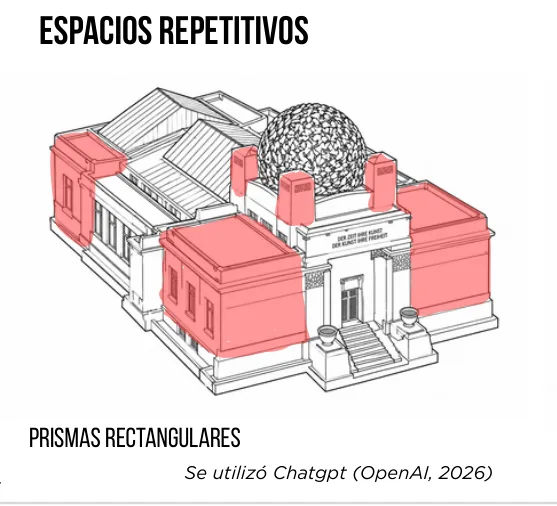 ESPACIOS REPETITIVOS
DER ZEIT IHRE KUNST
DER KUNST IHRE FREIHEIT
PRISMAS RECTANGULARES
Se utilizó Chatgpt (OpenAI, 2026)